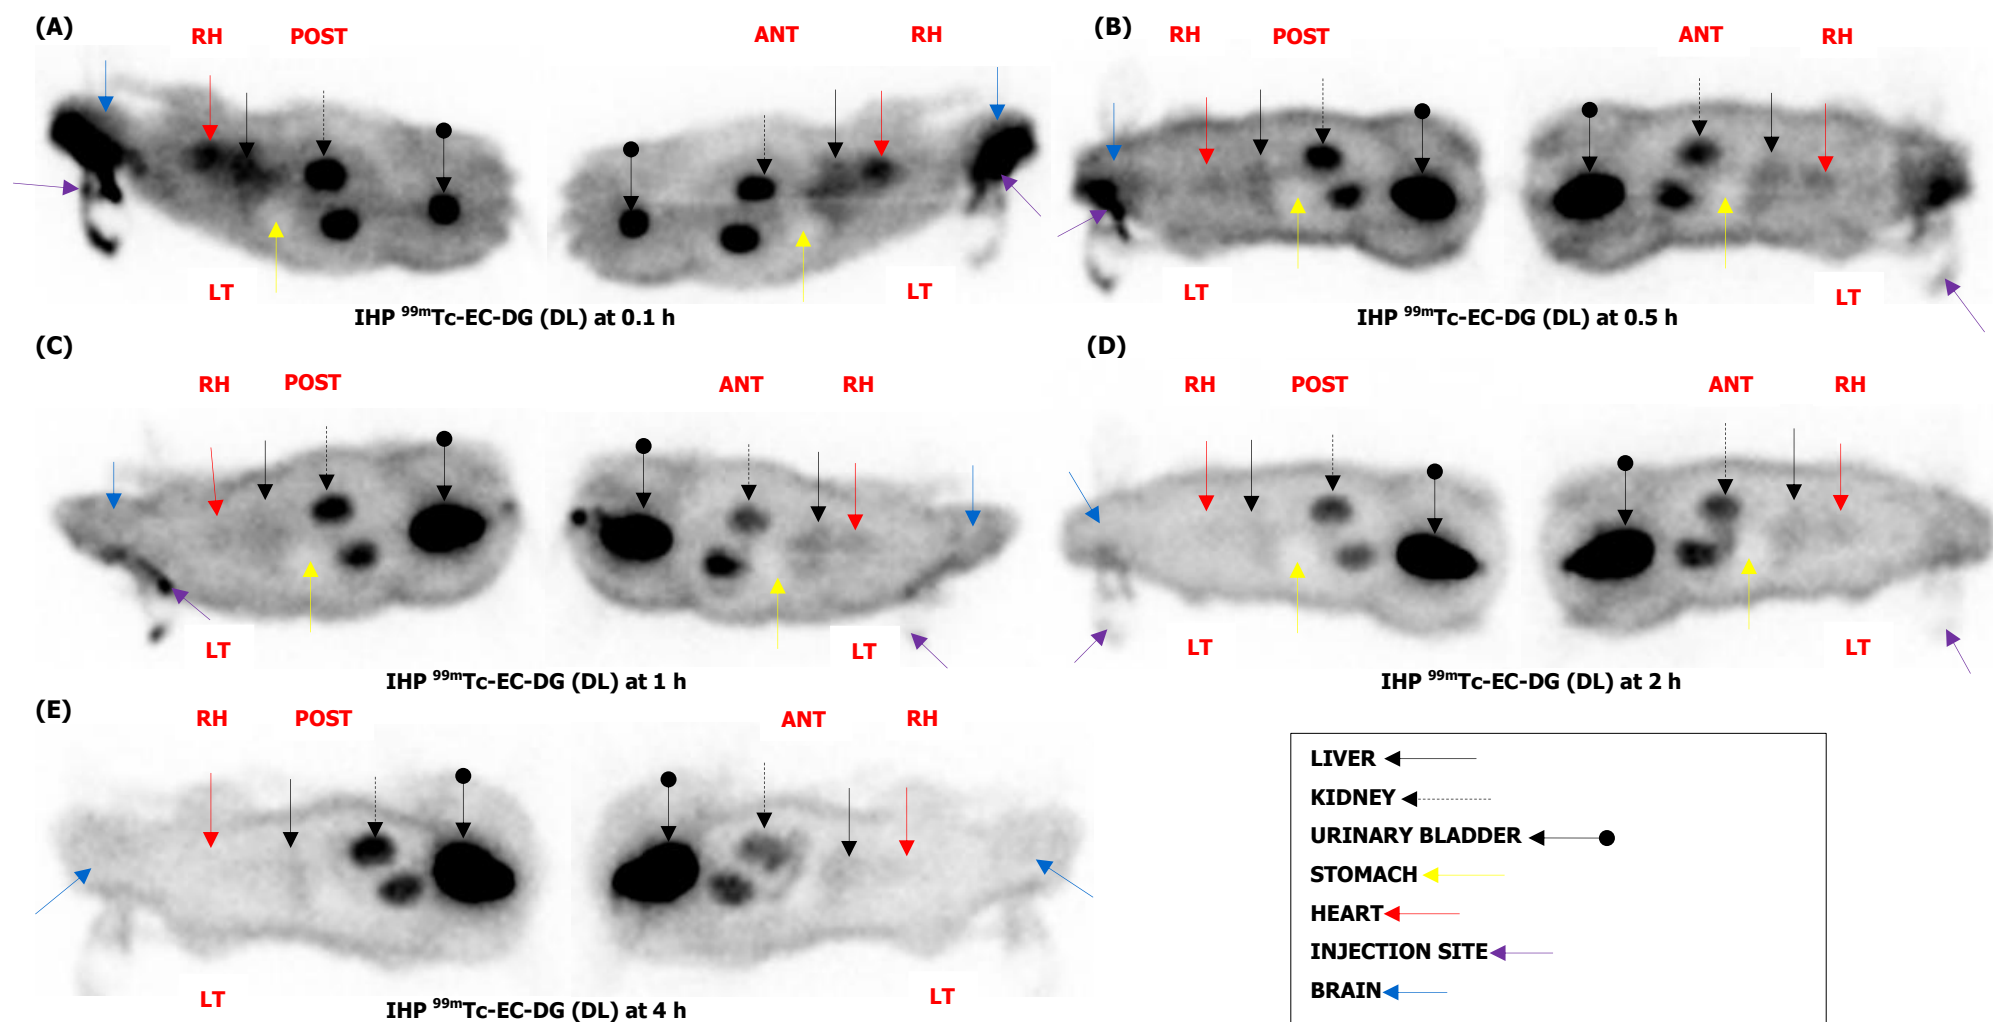 (A)
RH
POST
ANT
RH
LT
LT
IHP ⁹⁹ᵐTc-EC-DG (DL) at 0.1 h
(B)
RH
POST
ANT
RH
LT
LT
IHP ⁹⁹ᵐTc-EC-DG (DL) at 0.5 h
(C)
RH
POST
ANT
RH
LT
LT
IHP ⁹⁹ᵐTc-EC-DG (DL) at 1 h
(D)
RH
POST
ANT
RH
LT
LT
IHP ⁹⁹ᵐTc-EC-DG (DL) at 2 h
(E)
RH
POST
ANT
RH
LT
LT
IHP ⁹⁹ᵐTc-EC-DG (DL) at 4 h
LIVER
KIDNEY
URINARY BLADDER
STOMACH
HEART
INJECTION SITE
BRAIN